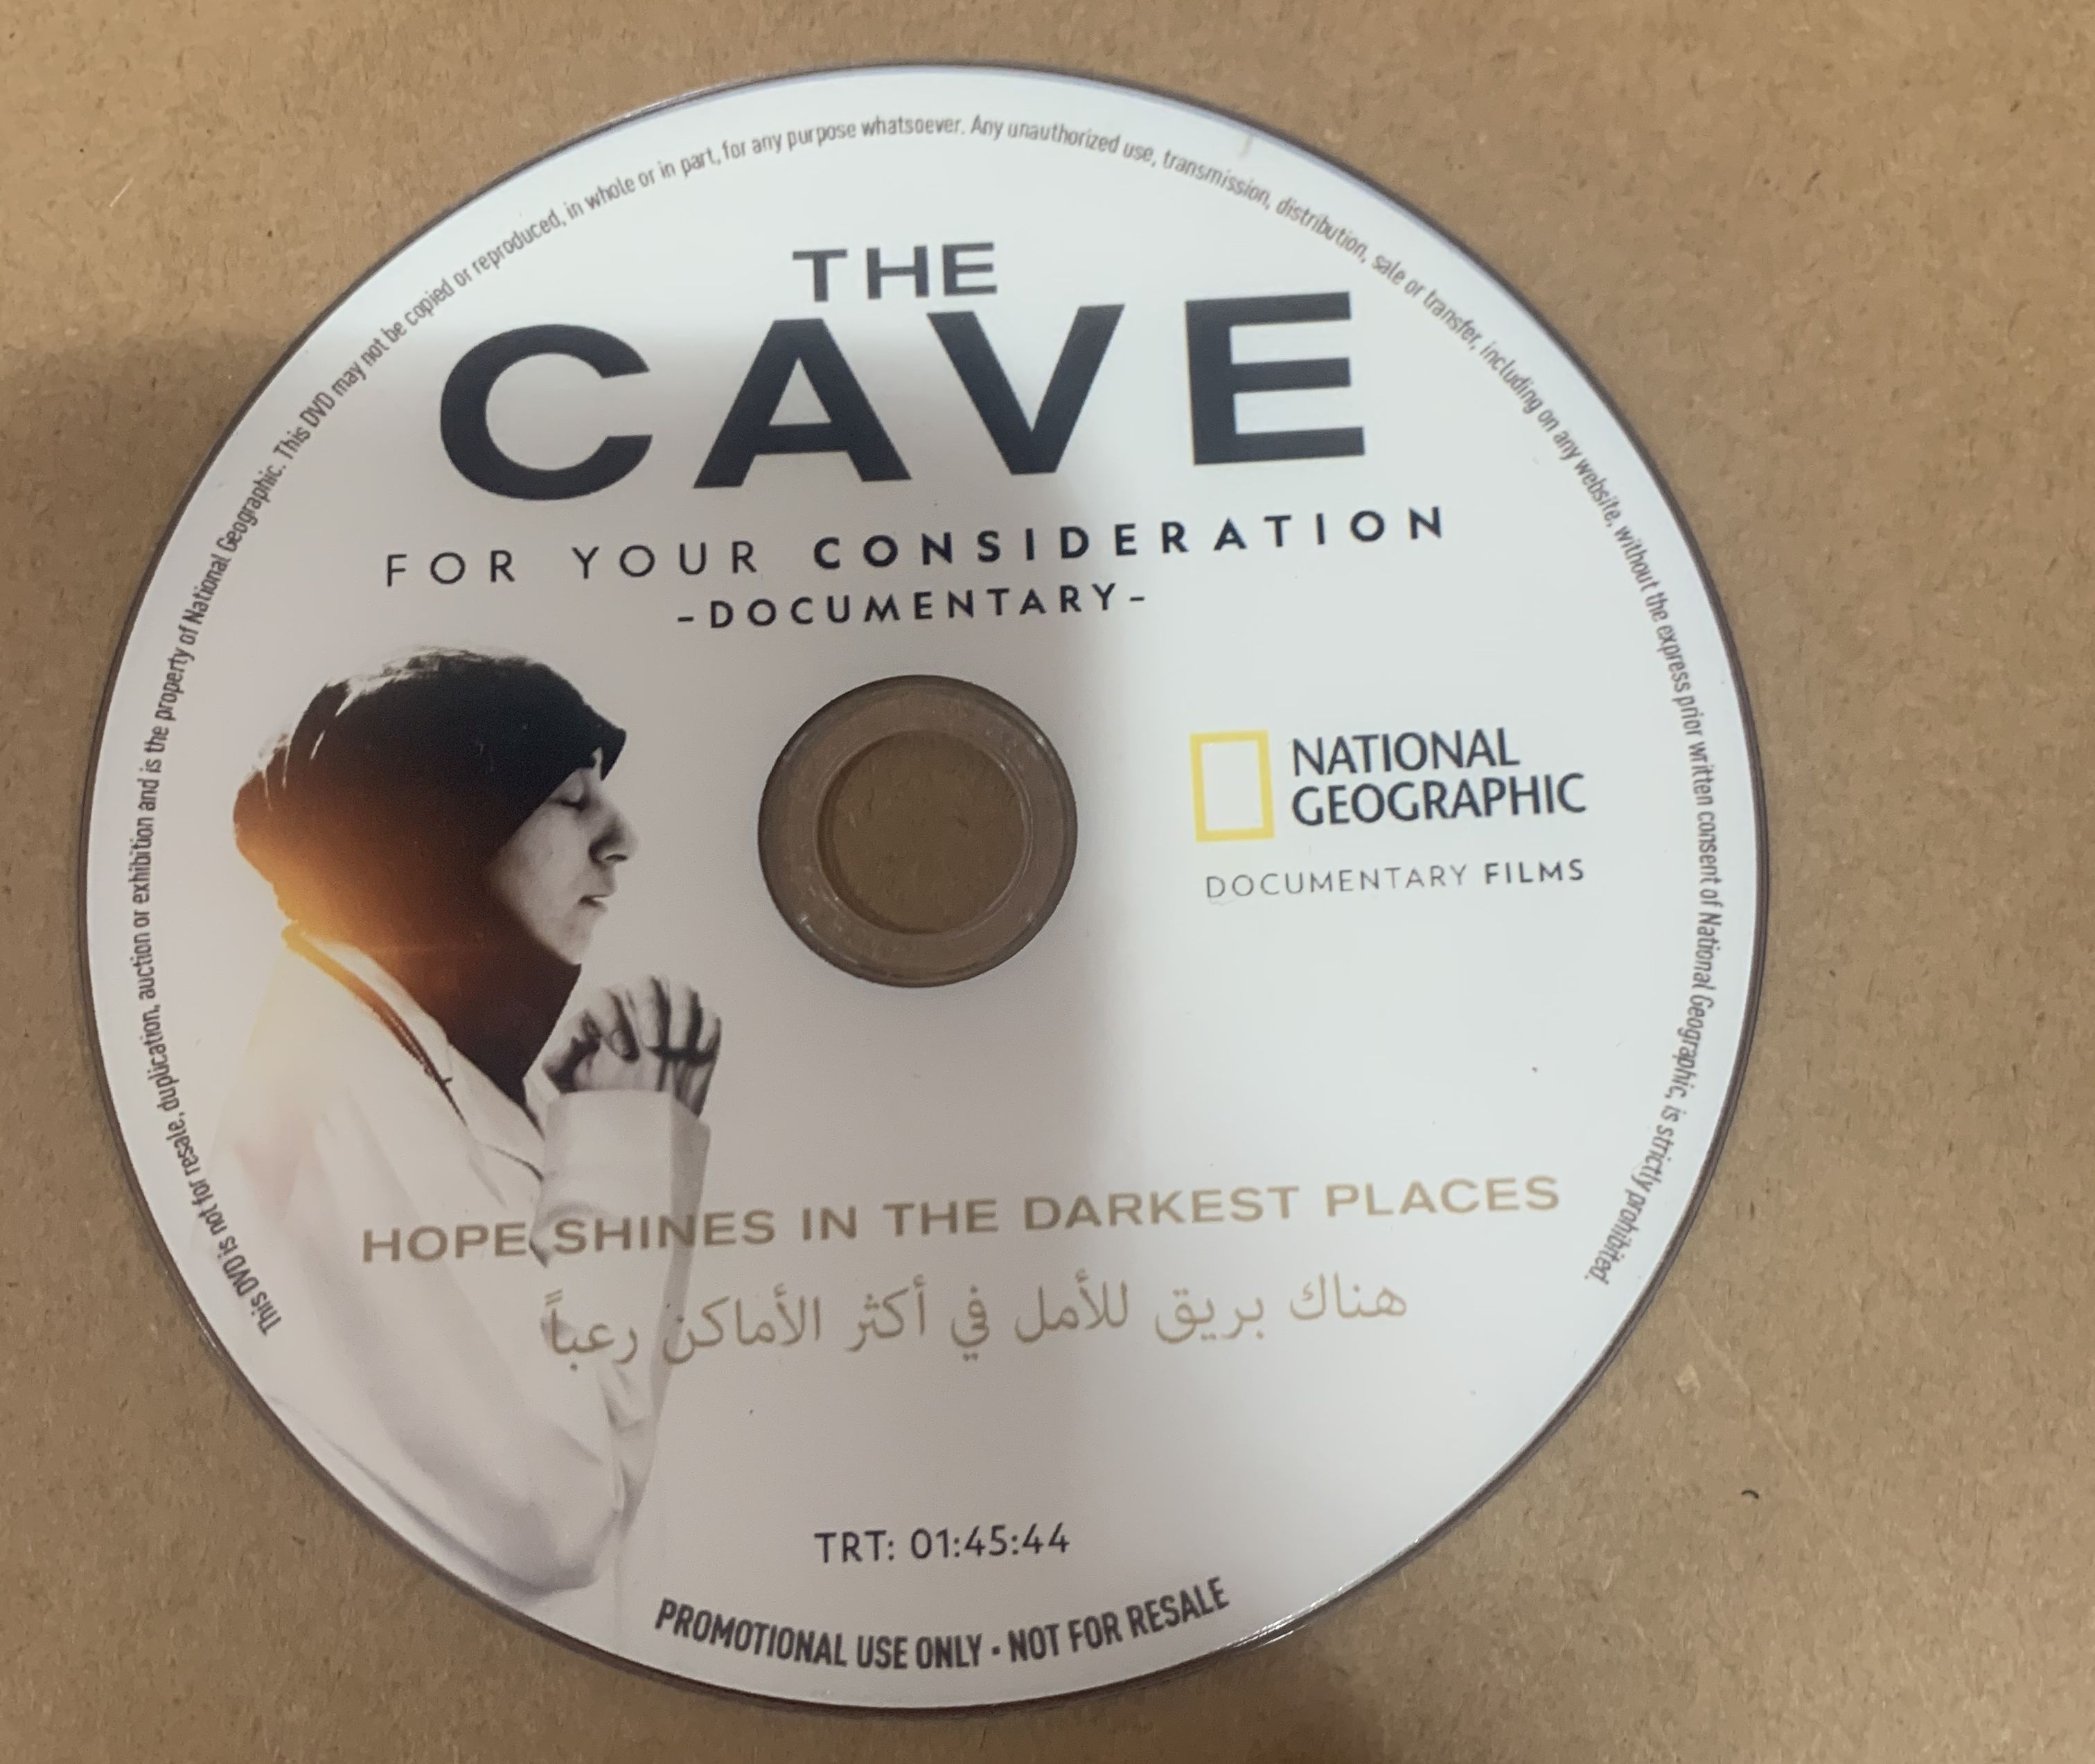 This DVD is not for resale, duplication, auction or exhibition and is the property of National Geographic. This DVD may not be copied or reproduced, in whole or in part, for any purpose whatsoever. Any unauthorized use, transmission, distribution, sale or transfer, including on any website, without the express prior written consent of National Geographic, is strictly prohibited.
THE
CAVE
FOR YOUR CONSIDERATION
-DOCUMENTARY-
NATIONAL
GEOGRAPHIC
DOCUMENTARY FILMS
HOPE SHINES IN THE DARKEST PLACES
هناك بريق للأمل في أكثر الأماكن رعباً
TRT: 01:45:44
PROMOTIONAL USE ONLY • NOT FOR RESALE